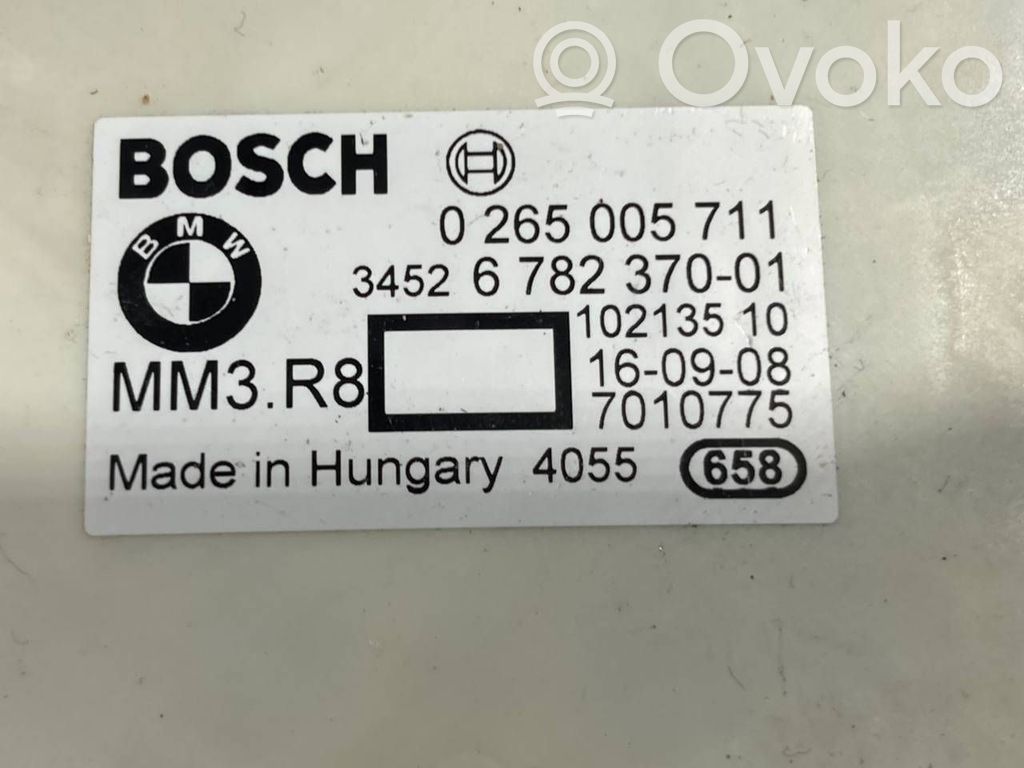 Ovoko
BOSCH
BMW
0 265 005 711
3452 6 782 370-01
102135 10
MM3.R8
16-09-08
7010775
Made in Hungary 4055 658